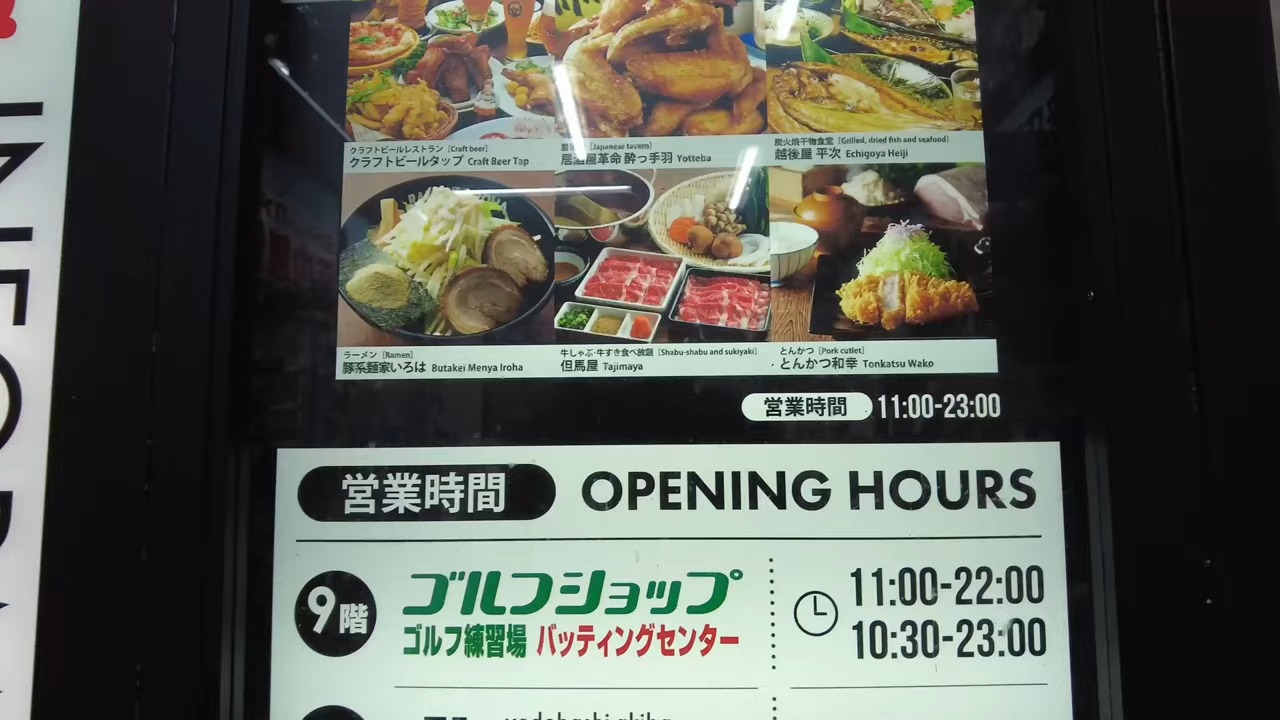 クラフトビールレストラン [Craft beer]
クラフトビールタップ Craft Beer Tap
[Japanese tavern]
居酒屋革命 酔っ手羽 Yotteba
炭火焼干物食堂 [Grilled, dried fish and seafood]
越後屋 平次 Echigoya Heiji
ラーメン [Ramen]
豚系麺家いろは Butakei Menya Iroha
牛しゃぶ・牛すき食べ放題 [Shabu-shabu and sukiyaki]
但馬屋 Tajimaya
とんかつ [Pork cutlet]
とんかつ和幸 Tonkatsu Wako
営業時間 11:00-23:00
営業時間 OPENING HOURS
9階
ゴルフショップ 11:00-22:00
ゴルフ練習場 バッティングセンター 10:30-23:00